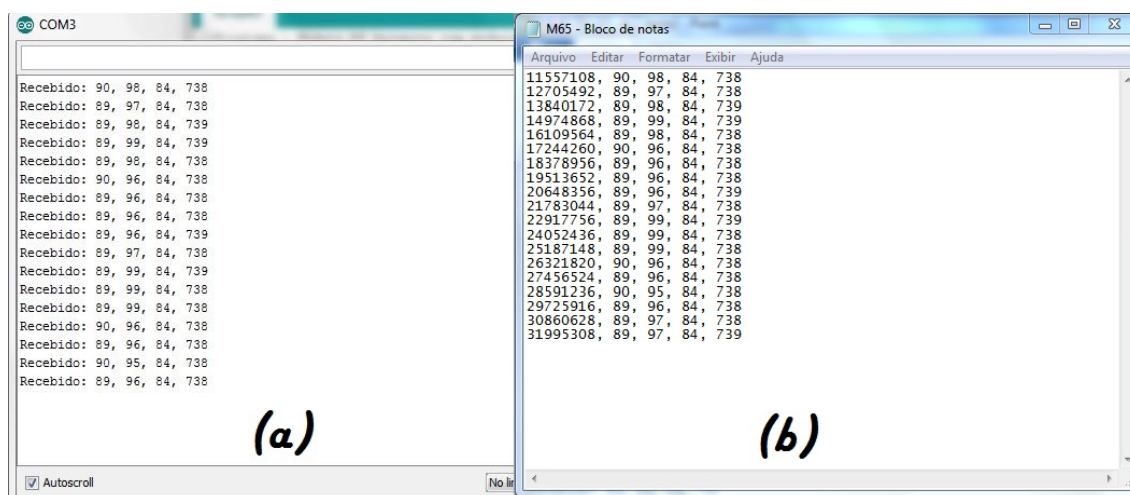 COM3
Recebido: 90, 98, 84, 738
Recebido: 89, 97, 84, 738
Recebido: 89, 98, 84, 739
Recebido: 89, 99, 84, 739
Recebido: 89, 98, 84, 738
Recebido: 90, 96, 84, 738
Recebido: 89, 96, 84, 738
Recebido: 89, 96, 84, 738
Recebido: 89, 96, 84, 739
Recebido: 89, 97, 84, 738
Recebido: 89, 99, 84, 739
Recebido: 89, 99, 84, 738
Recebido: 89, 99, 84, 738
Recebido: 90, 96, 84, 738
Recebido: 89, 96, 84, 738
Recebido: 90, 95, 84, 738
Recebido: 89, 96, 84, 738
(a)
Autoscroll
No
M65 - Bloco de notas
Arquivo Editar Formatar Exibir Ajuda
11557108, 90, 98, 84, 738
12705492, 89, 97, 84, 738
13840172, 89, 98, 84, 739
14974868, 89, 99, 84, 739
16109564, 89, 98, 84, 738
17244260, 90, 96, 84, 738
18378956, 89, 96, 84, 738
19513652, 89, 96, 84, 738
20648356, 89, 96, 84, 739
21783044, 89, 97, 84, 738
22917756, 89, 99, 84, 739
24052436, 89, 99, 84, 738
25187148, 89, 99, 84, 738
26321820, 90, 96, 84, 738
27456524, 89, 96, 84, 738
28591236, 90, 95, 84, 738
29725916, 89, 96, 84, 738
30860628, 89, 97, 84, 738
31995308, 89, 97, 84, 739
(b)